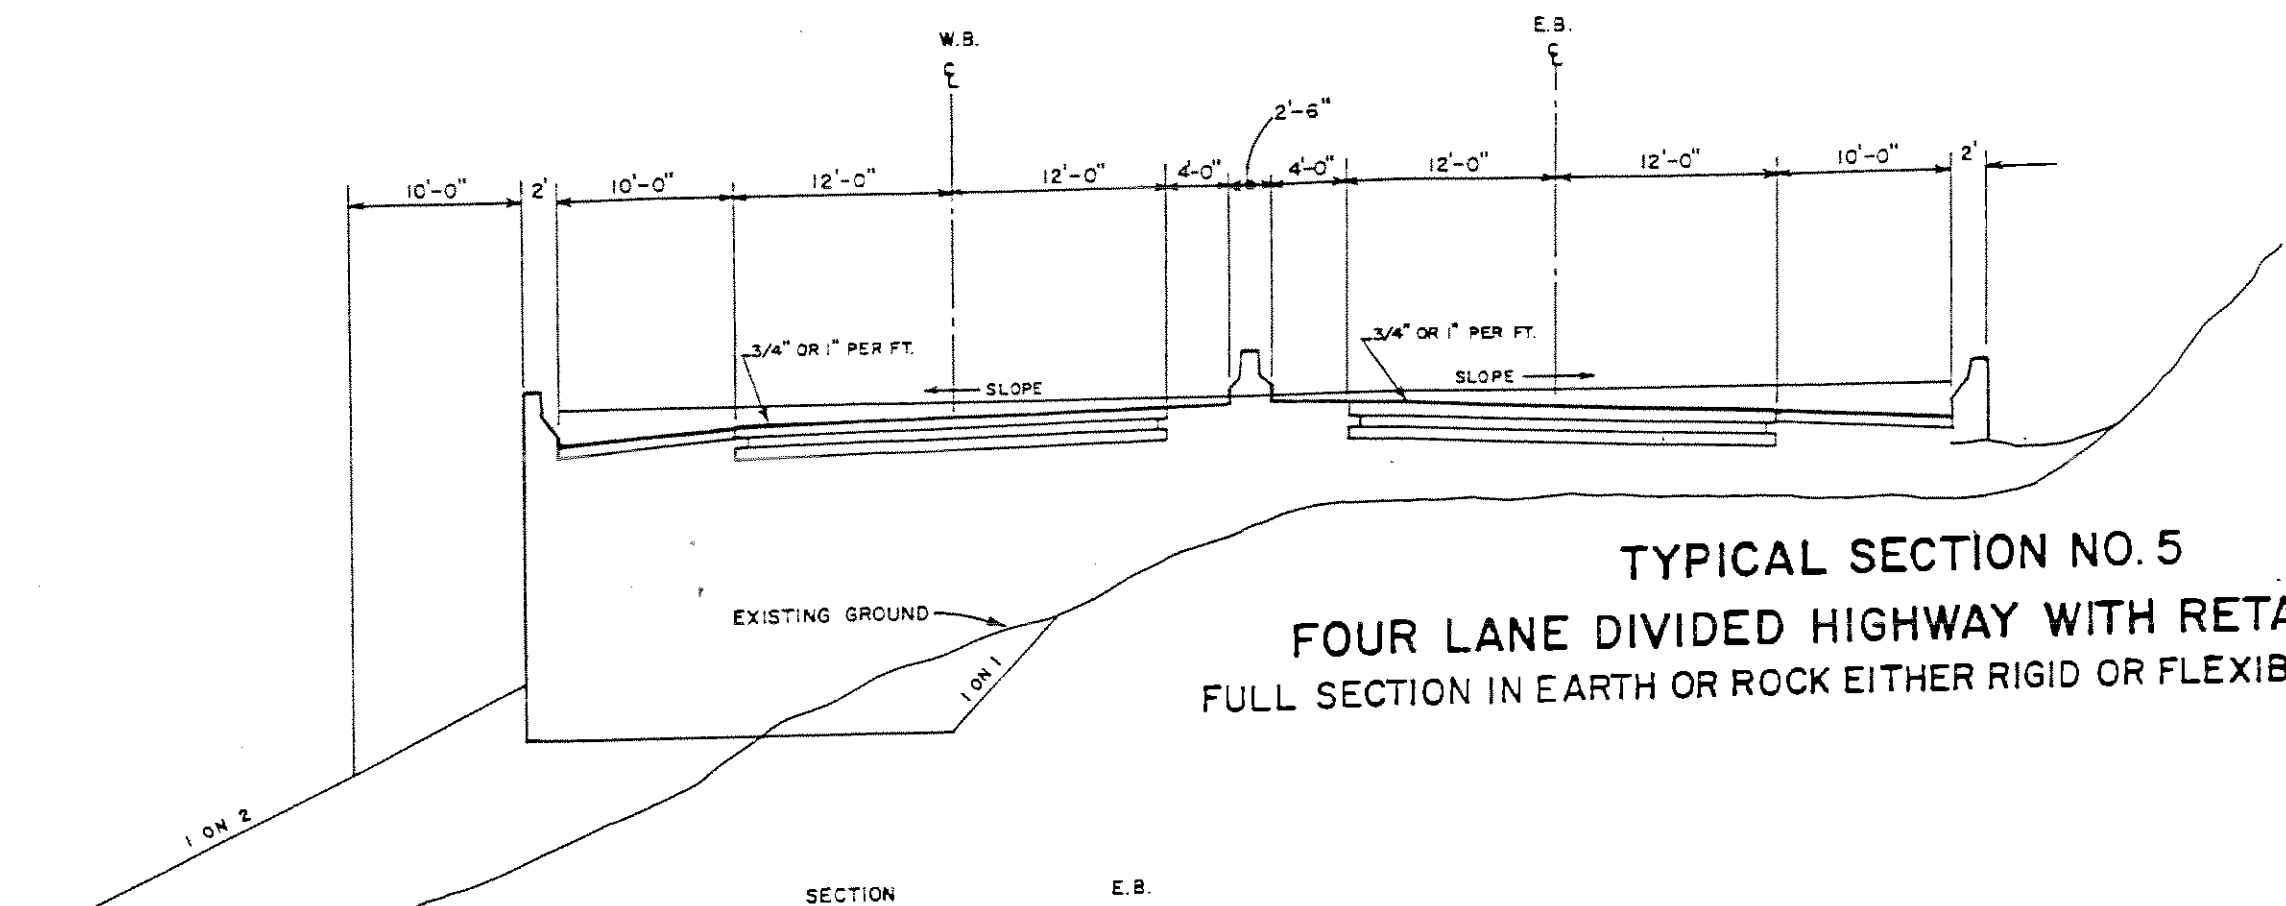 W.B.
℄
E.B.
℄
2'-6"
10'-0" 2' 10'-0" 12'-0" 12'-0" 4'-0" 4'-0" 12'-0" 12'-0" 10'-0" 2'
3/4" OR 1" PER FT.
SLOPE
3/4" OR 1" PER FT.
SLOPE
EXISTING GROUND
1 ON 1
1 ON 2
TYPICAL SECTION NO. 5
FOUR LANE DIVIDED HIGHWAY WITH RETA
FULL SECTION IN EARTH OR ROCK EITHER RIGID OR FLEXIB
SECTION
E.B.